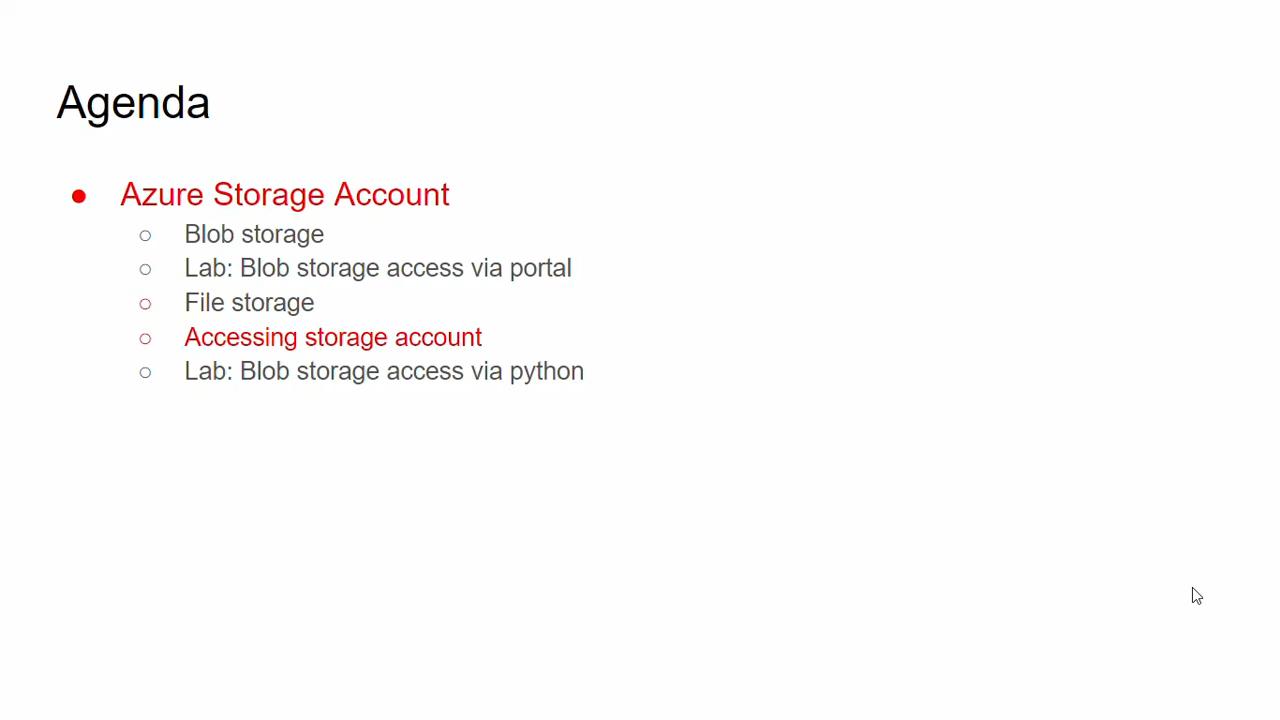 Agenda
● Azure Storage Account
○ Blob storage
○ Lab: Blob storage access via portal
○ File storage
○ Accessing storage account
○ Lab: Blob storage access via python